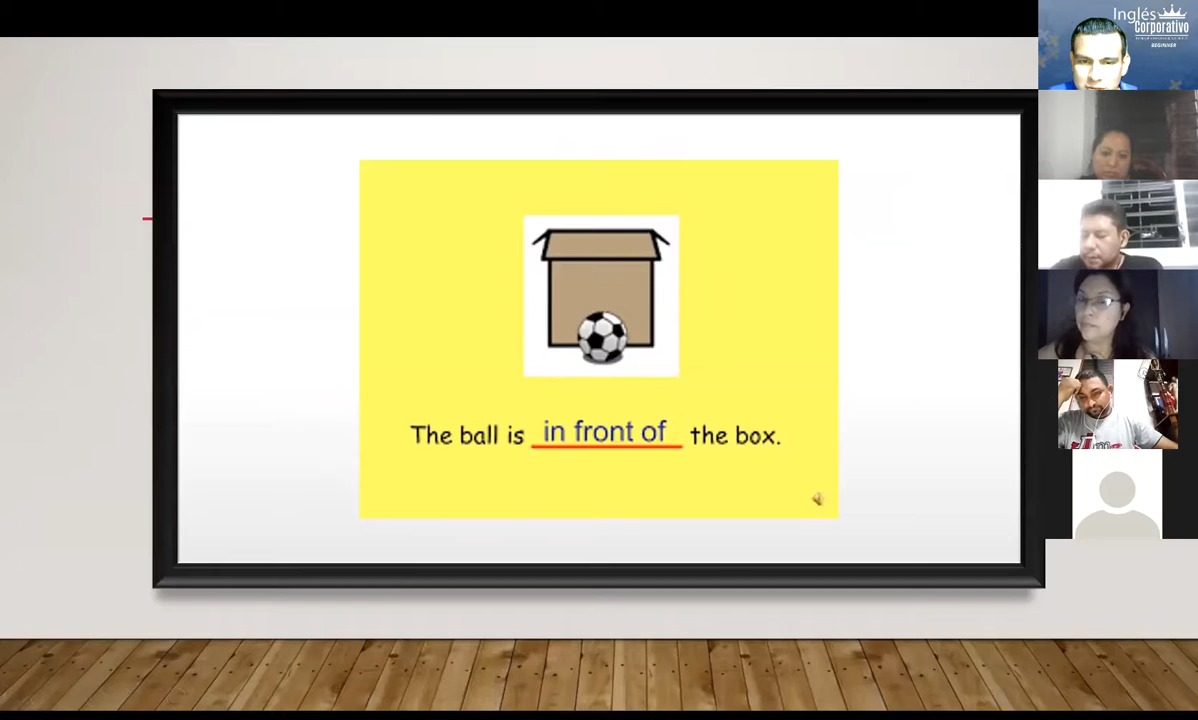 The ball is in front of the box.
Inglés
Corporativo
BEGINNER